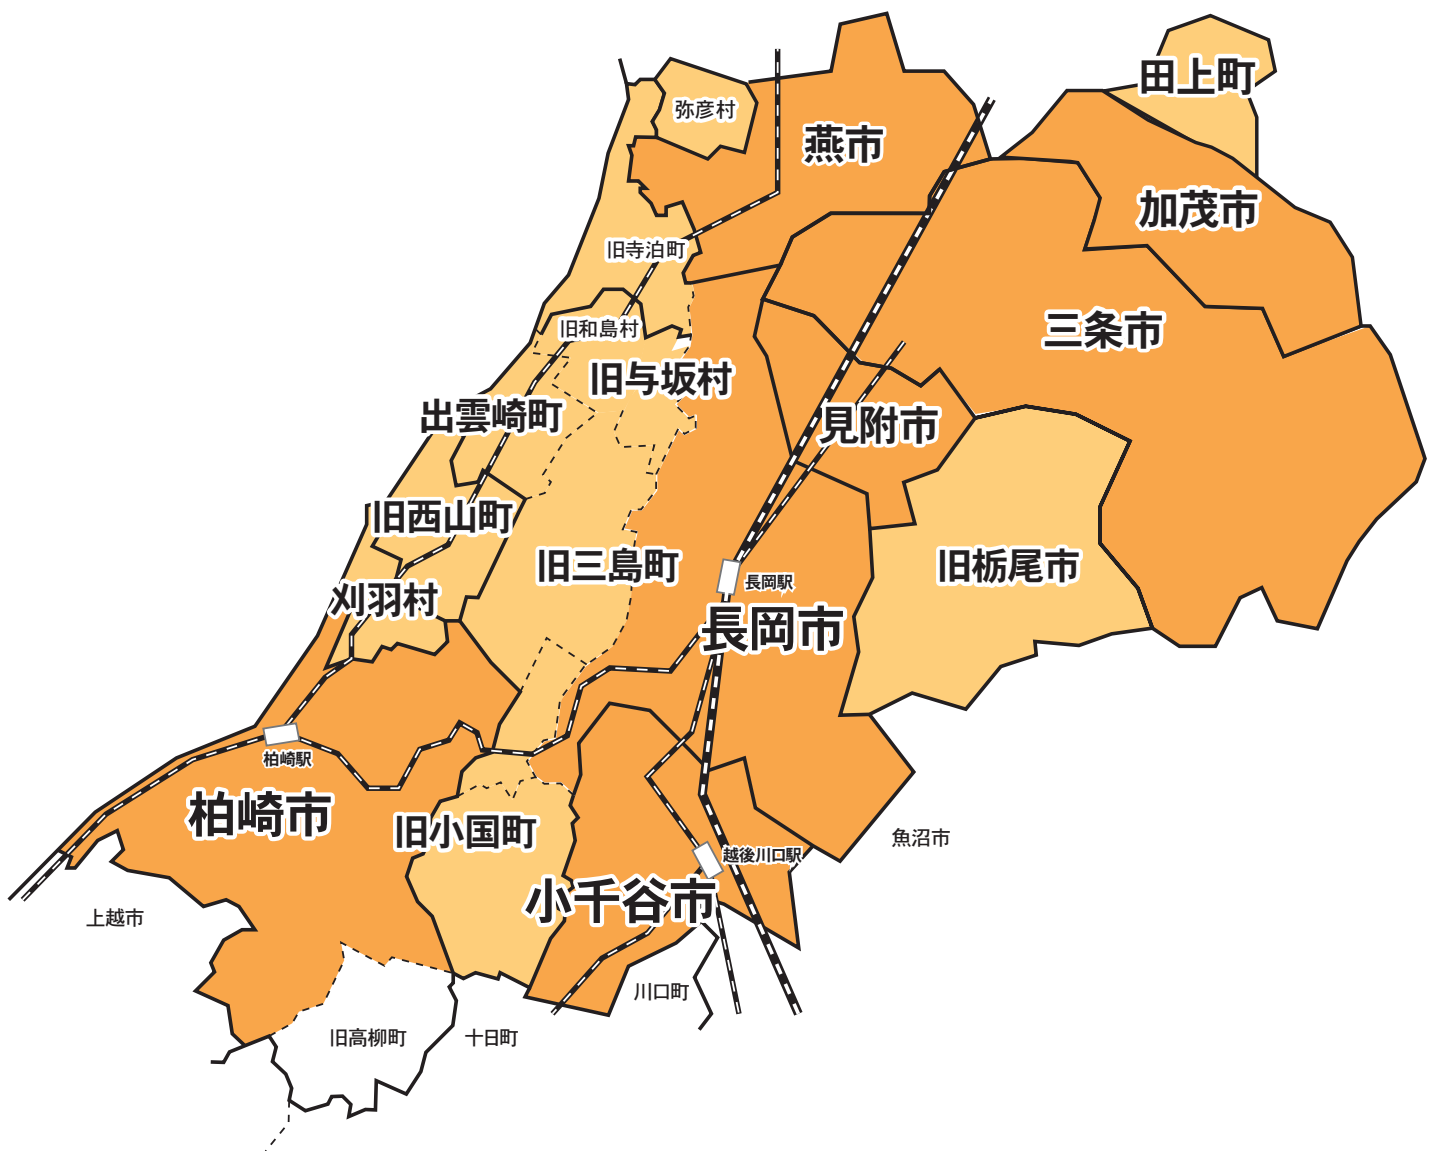 田上町
弥彦村
燕市
加茂市
旧寺泊町
旧和島村
三条市
旧与坂村
出雲崎町
見附市
旧西山町
旧三島町
旧栃尾市
長岡駅
刈羽村
長岡市
柏崎駅
柏崎市
旧小国町
魚沼市
越後川口駅
小千谷市
上越市
川口町
旧高柳町
十日町